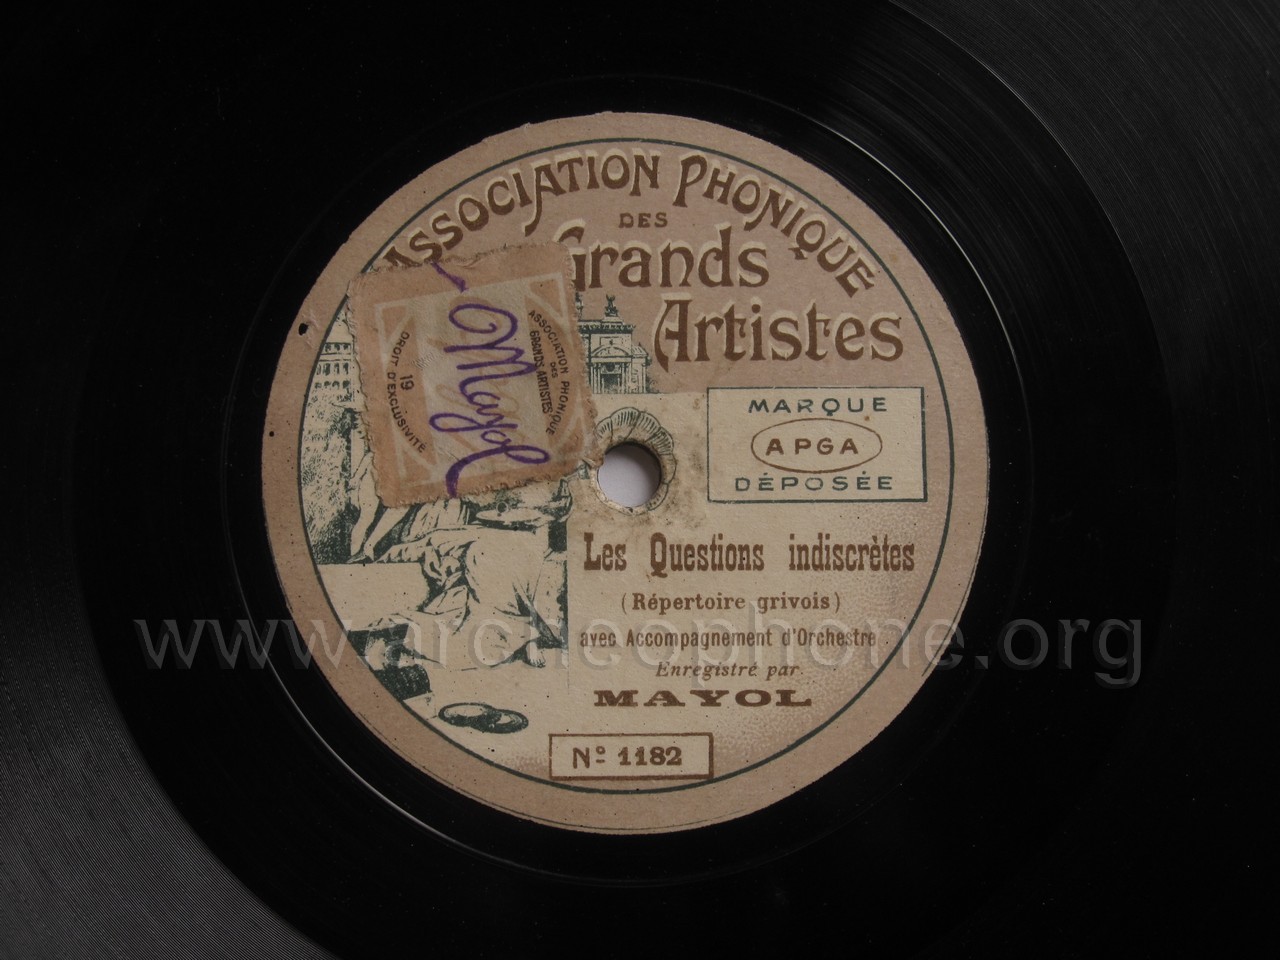 ASSOCIATION PHONIQUE
DES
Grands
Artistes
ASSOCIATION PHONIQUE
DES
GRANDS ARTISTES
Mayol
19
DROIT D'EXCLUSIVITÉ
MARQUE
APGA
DÉPOSÉE
Les Questions indiscrètes
(Répertoire grivois)
avec Accompagnement d'Orchestre
Enregistré par
MAYOL
Nº 1182
www.archeophone.org